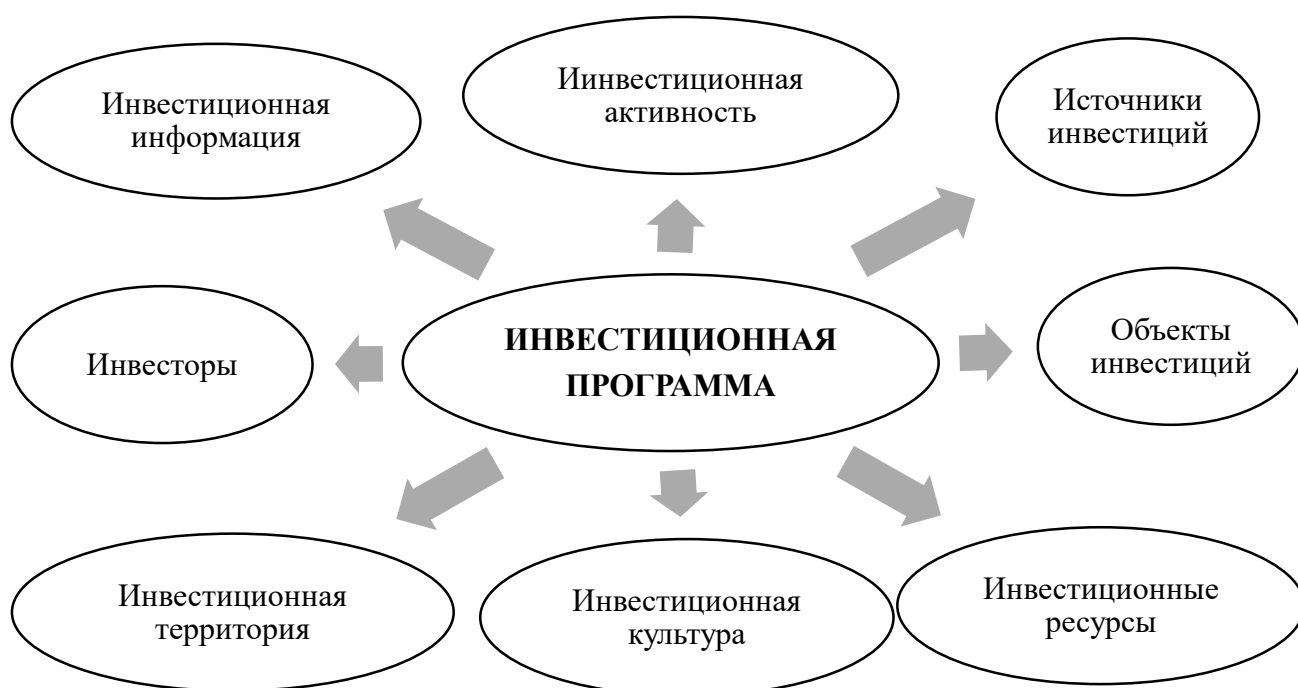 Инвестиционная
информация
Иинвестиционная
активность
Источники
инвестиций
Инвесторы
ИНВЕСТИЦИОННАЯ
ПРОГРАММА
Объекты
инвестиций
Инвестиционная
территория
Инвестиционная
культура
Инвестиционные
ресурсы